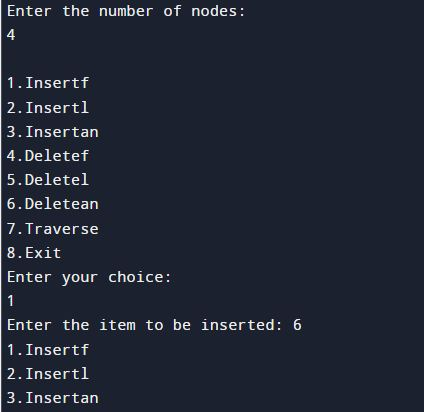 Enter the number of nodes:
4
1.Insertf
2.Insertl
3.Insertan
4.Deletef
5.Deletel
6.Deletean
7.Traverse
8.Exit
Enter your choice:
1
Enter the item to be inserted: 6
1.Insertf
2.Insertl
3.Insertan